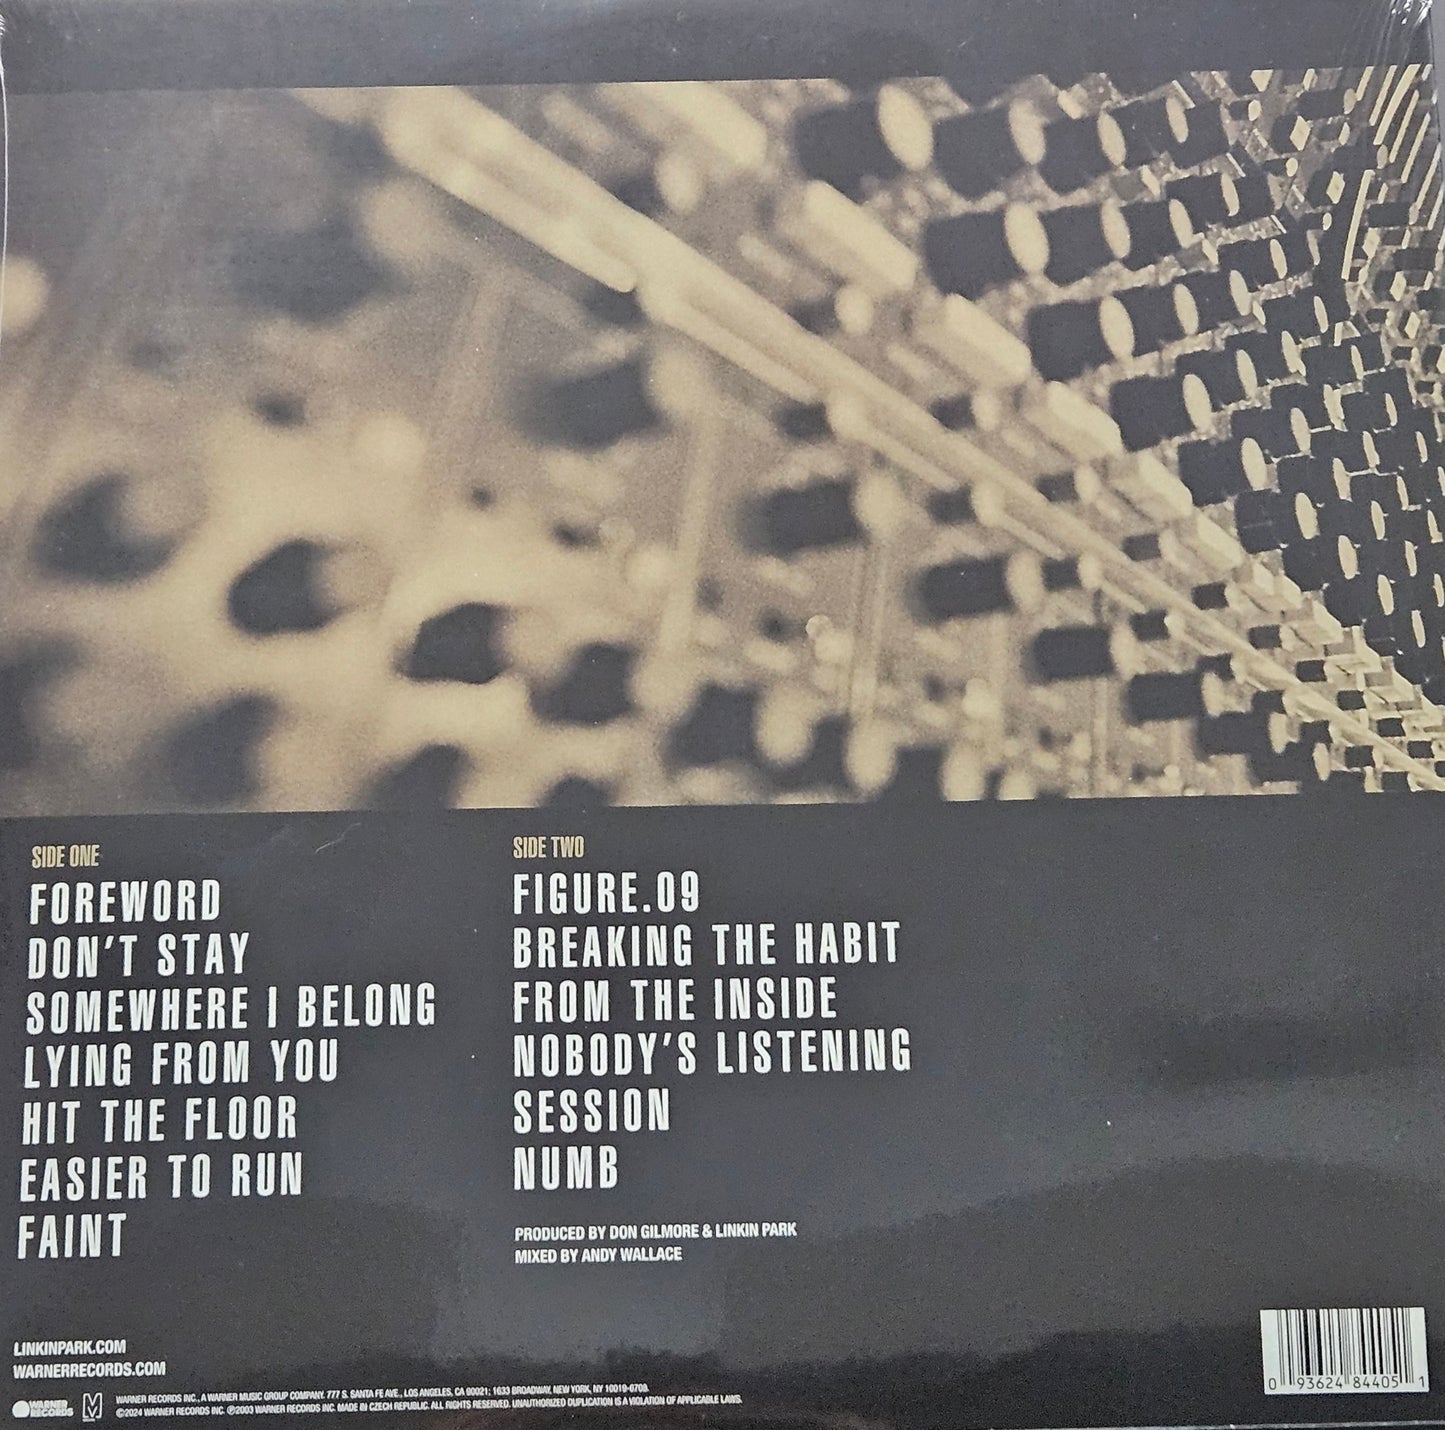 SIDE ONE
FOREWORD
DON'T STAY
SOMEWHERE I BELONG
LYING FROM YOU
HIT THE FLOOR
EASIER TO RUN
FAINT
SIDE TWO
FIGURE.09
BREAKING THE HABIT
FROM THE INSIDE
NOBODY'S LISTENING
SESSION
NUMB
PRODUCED BY DON GILMORE & LINKIN PARK
MIXED BY ANDY WALLACE
LINKINPARK.COM
WARNERRECORDS.COM
WARNER
RECORDS
WARNER RECORDS INC., A WARNER MUSIC GROUP COMPANY. 777 S. SANTA FE AVE., LOS ANGELES, CA 90021; 1633 BROADWAY, NEW YORK, NY 10019-6708.
©2024 WARNER RECORDS INC. ℗2003 WARNER RECORDS INC. MADE IN CZECH REPUBLIC. ALL RIGHTS RESERVED. UNAUTHORIZED DUPLICATION IS A VIOLATION OF APPLICABLE LAWS.
0 93624 84405 1